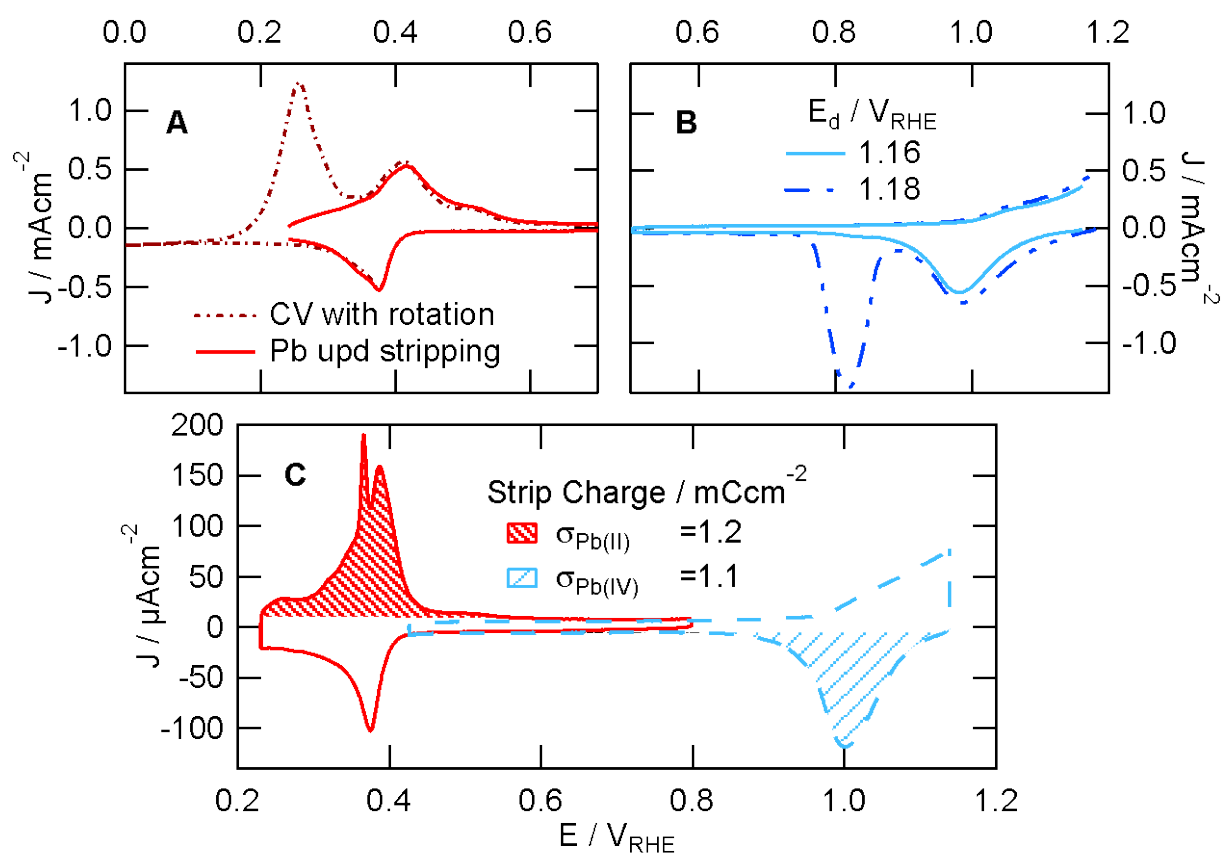 0.0 0.2 0.4 0.6 0.8 1.0 1.2
A
1.0
0.5
0.0
-0.5
-1.0
J / mAcm⁻²
CV with rotation
Pb upd stripping
B
E_d / V_RHE
1.16
1.18
1.0
0.5
0.0
-0.5
-1.0
J / mAcm⁻²
C
200
150
100
50
0
-50
-100
J / µAcm⁻²
Strip Charge / mCcm⁻²
σ_Pb(II) =1.2
σ_Pb(IV) =1.1
0.2 0.4 0.6 0.8 1.0 1.2
E / V_RHE